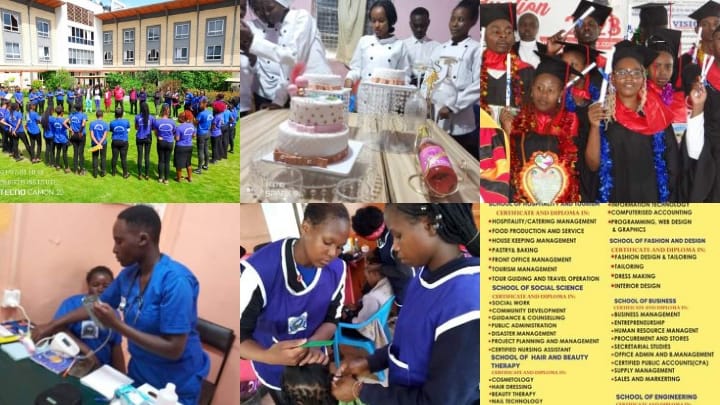 TECNO CAMON 20
VISION
SCHOOL OF HOSPITALITY AND TOURISM
CERTIFICATE AND DIPLOMA IN:
•HOSPITALITY/CATERING MANAGEMENT
•FOOD PRODUCTION AND SERVICE
•HOUSE KEEPING MANAGEMENT
•PASTRY& BAKING
•FRONT OFFICE MANAGEMENT
•TOURISM MANAGEMENT
•TOUR GUIDING AND TRAVEL OPERATION
SCHOOL OF SOCIAL SCIENCE
CERTIFICATE AND DIPLOMA IN:
•SOCIAL WORK
•COMMUNITY DEVELOPMENT
•GUIDANCE & COUNSELLING
•PUBLIC ADMINISTRATION
•DISASTER MANAGEMENT
•PROJECT PLANNING AND MANAGEMENT
•CERTIFIED NURSING ASSISTANT
SCHOOL OF HAIR AND BEAUTY
THERAPY
CERTIFICATE AND DIPLOMA IN:
•COSMETOLOGY
•HAIR DRESSING
•BEAUTY THERAPY
•NAIL TECHNOLOGY
•INFORMATION TECHNOLOGY
•COMPUTERISED ACCOUNTING
•PROGRAMMING, WEB DESIGN
& GRAPHICS
SCHOOL OF FASHION AND DESIGN
CERTIFICATE AND DIPLOMA IN:
•FASHION DESIGN & TAILORING
•TAILORING
•DRESS MAKING
•INTERIOR DESIGN
SCHOOL OF BUSINESS
CERTIFICATE AND DIPLOMA IN:
•BUSINESS MANAGEMENT
•ENTREPRENEURSHIP
•HUMAN RESOURCE MANAGENT
•PROCUREMENT AND STORES
•SECRETARIAL STUDIES
•OFFICE ADMIN AND B.MANAGEMENT
•CERTIFIED PUBLIC ACCOUNTS(CPA)
•SUPPLY MANAGEMENT
•SALES AND MARKERTING
SCHOOL OF ENGINEERING